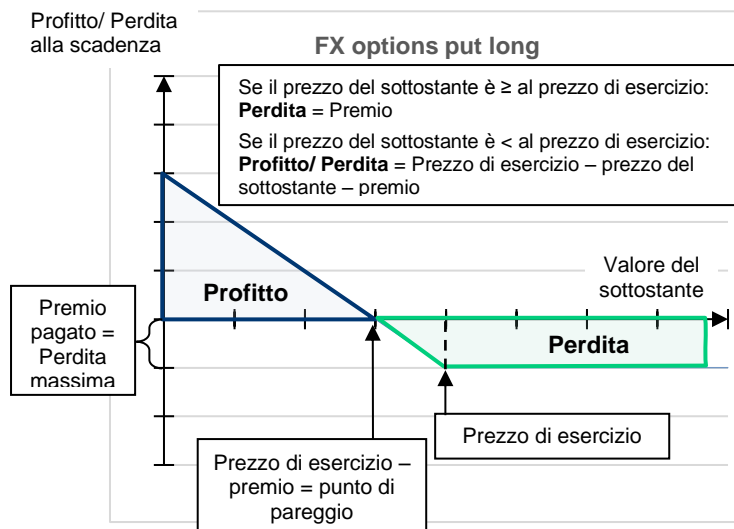 Profitto/ Perdita
alla scadenza
FX options put long
Se il prezzo del sottostante è ≥ al prezzo di esercizio:
Perdita = Premio
Se il prezzo del sottostante è < al prezzo di esercizio:
Profitto/ Perdita = Prezzo di esercizio – prezzo del
sottostante – premio
Valore del
sottostante
Profitto
Premio
pagato =
Perdita
massima
Perdita
Prezzo di esercizio
Prezzo di esercizio –
premio = punto di
pareggio